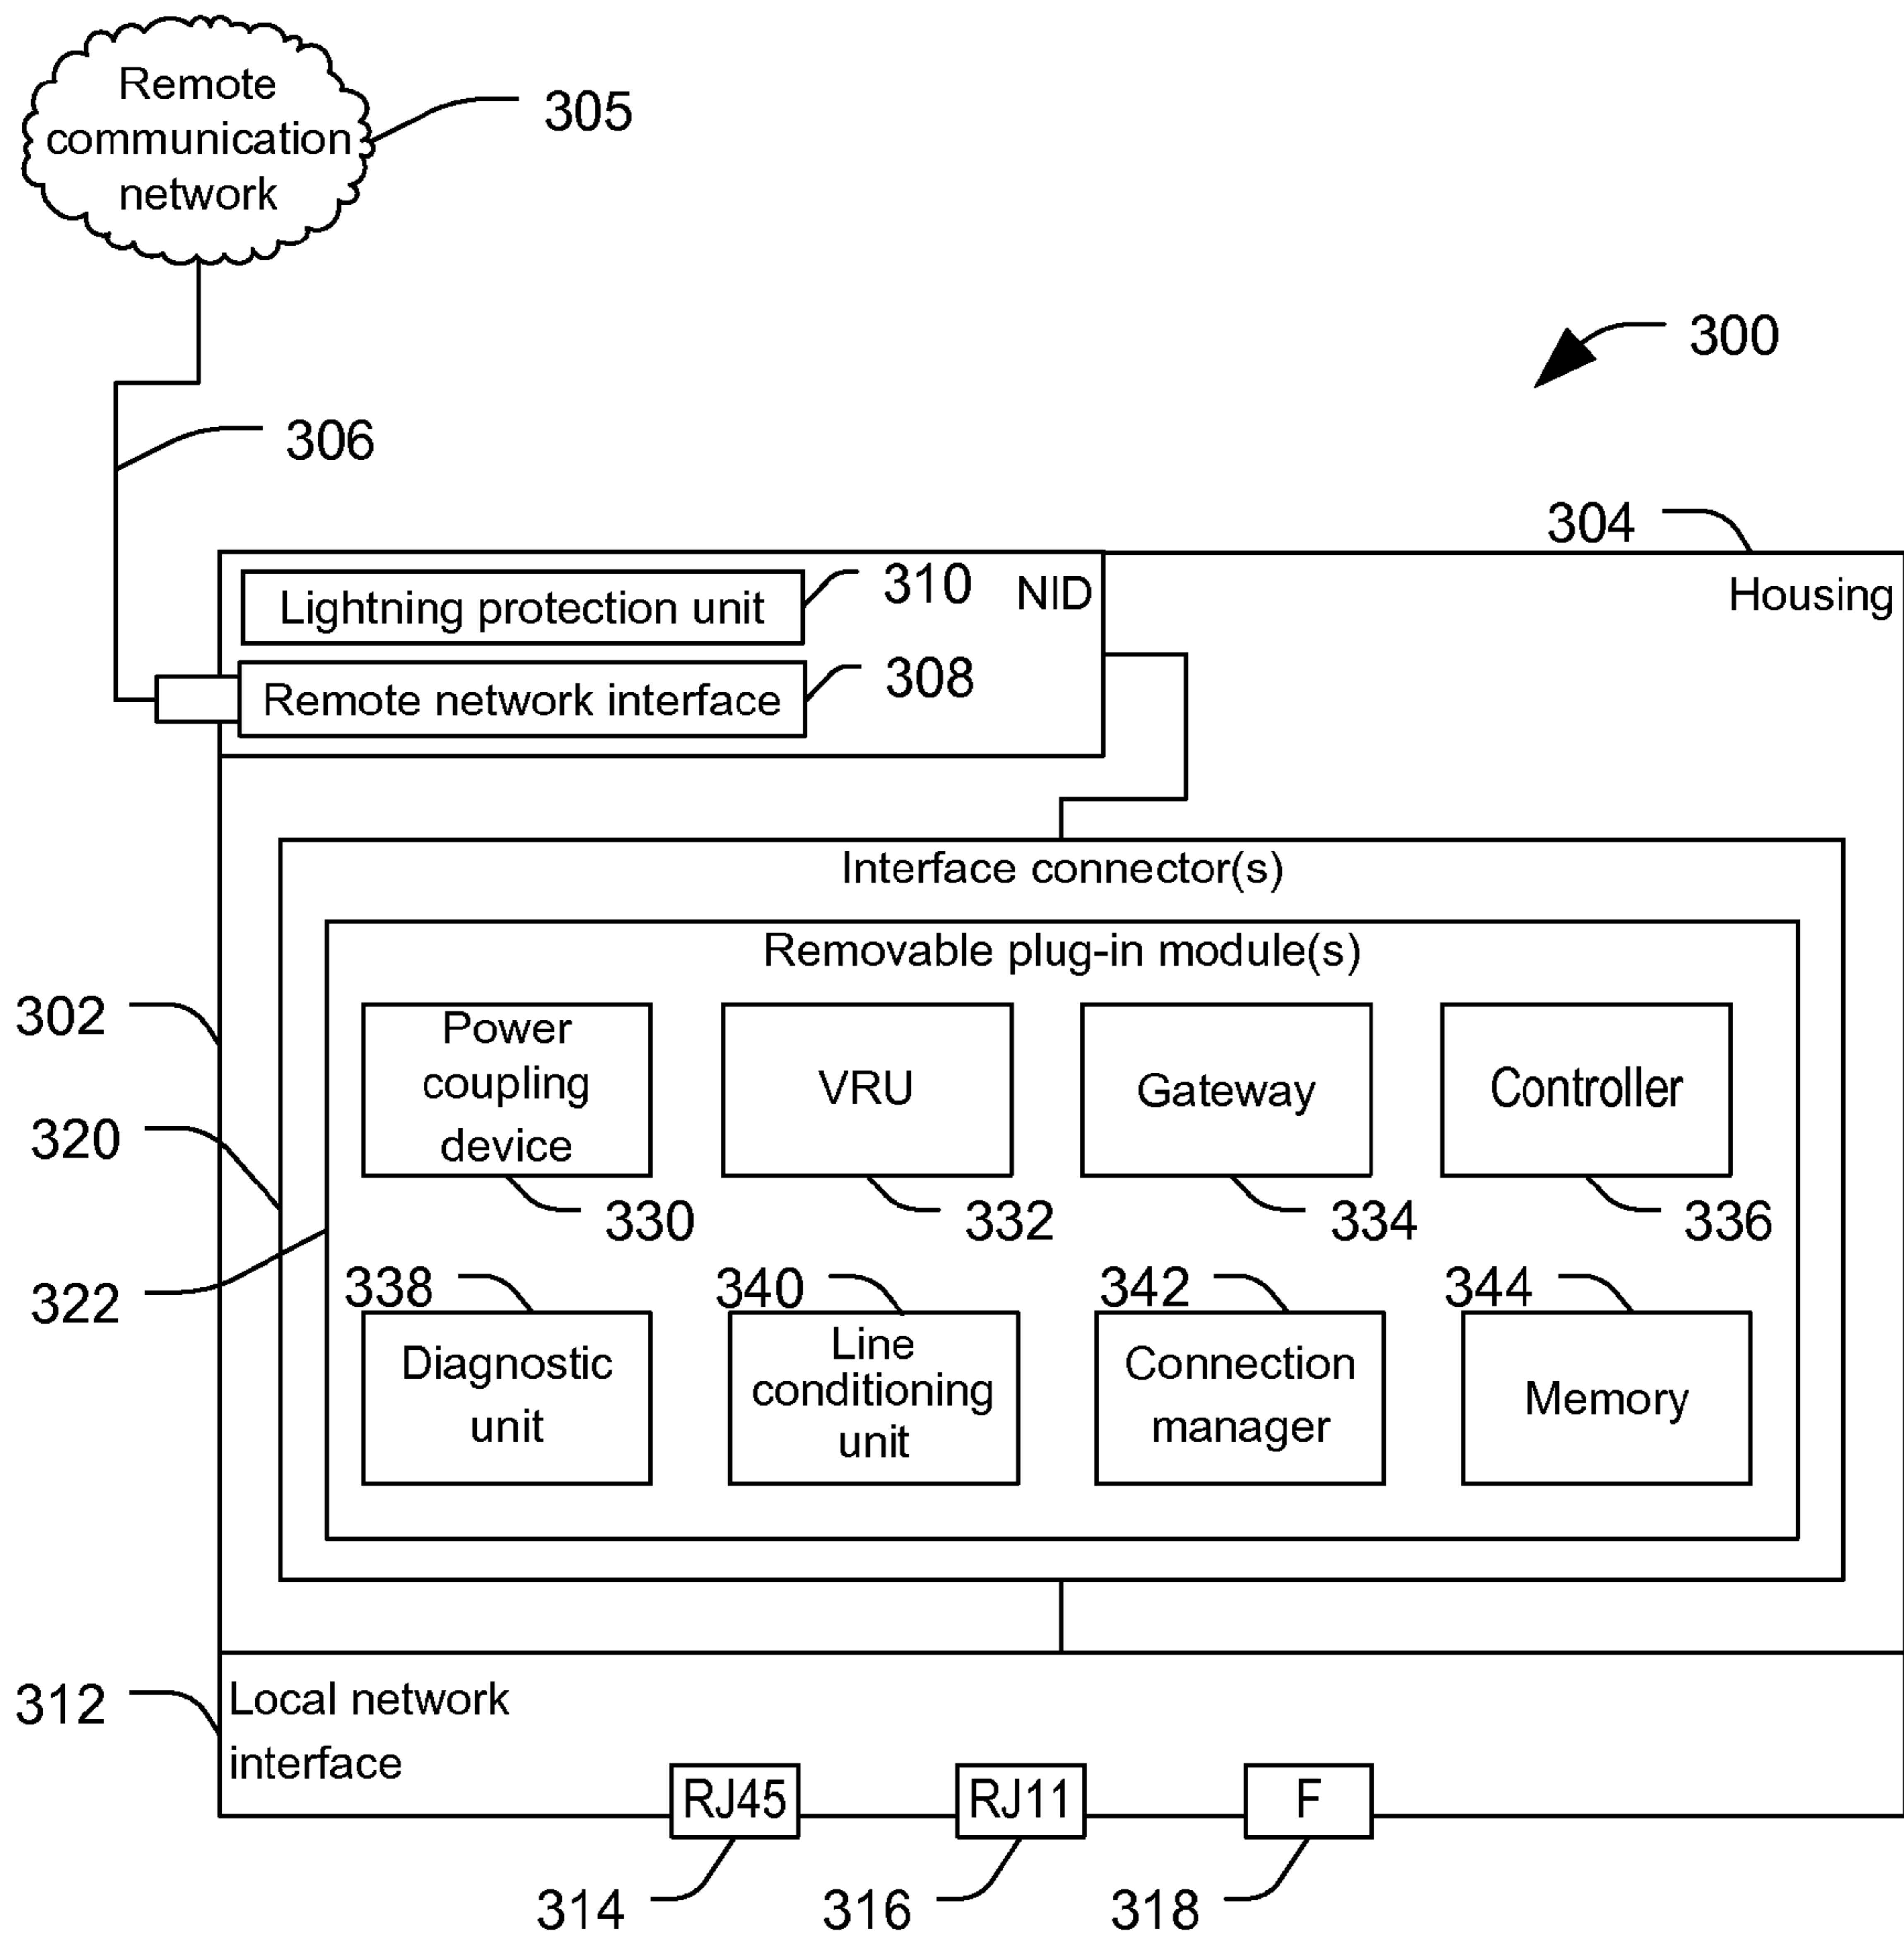 Remote
communication
network
305
300
306
304
Lightning protection unit
310
NID
Housing
Remote network interface
308
Interface connector(s)
Removable plug-in module(s)
302
320
322
Power
coupling
device
VRU
Gateway
Controller
330
332
334
336
338
340
342
344
Diagnostic
unit
Line
conditioning
unit
Connection
manager
Memory
312
Local network
interface
RJ45
RJ11
F
314
316
318